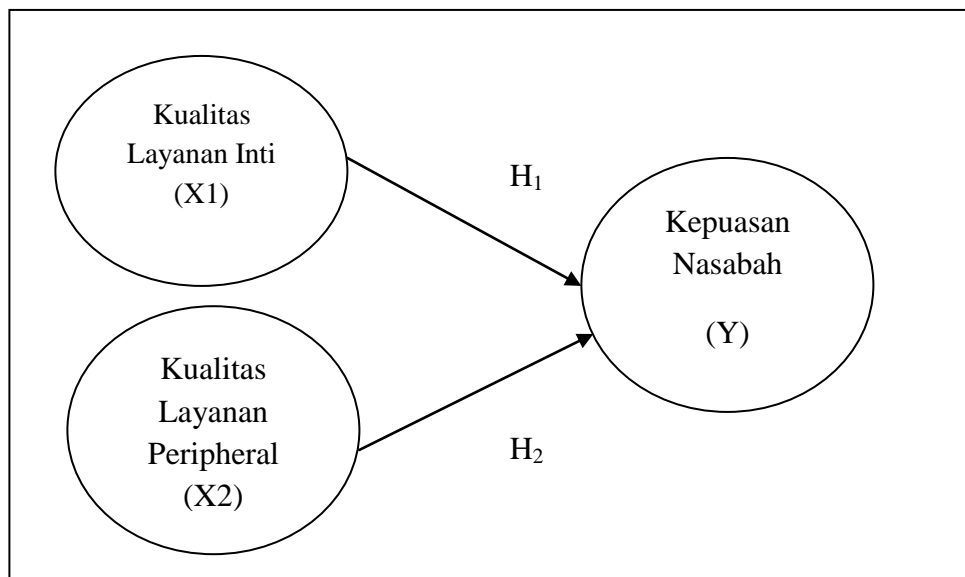 Kualitas
Layanan Inti
(X1)
H₁
Kepuasan
Nasabah
(Y)
Kualitas
Layanan
Peripheral
(X2)
H₂